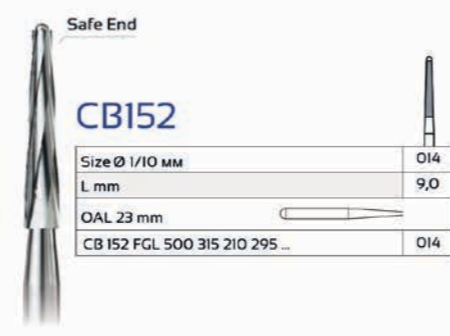 Safe End
CB152
Size Ø 1/10 мм 014
L mm 9,0
OAL 23 mm
CB 152 FGL 500 315 210 295 ... 014